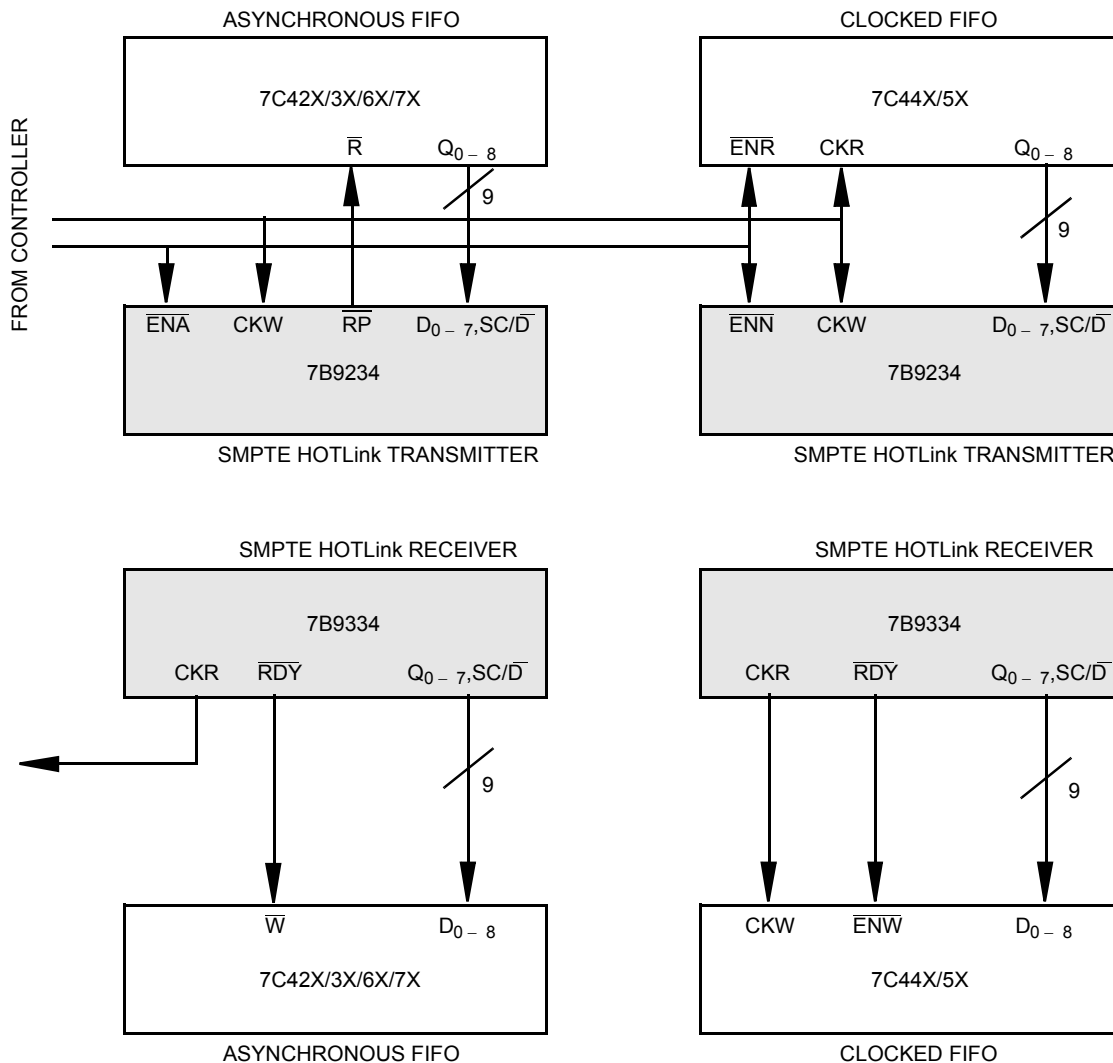 ASYNCHRONOUS FIFO
CLOCKED FIFO
7C42X/3X/6X/7X
7C44X/5X
R̅
Q0 – 8
E̅N̅R̅
CKR
Q0 – 8
9
9
FROM CONTROLLER
E̅N̅A̅
CKW
R̅P̅
D0 – 7,SC/D̅
E̅N̅N̅
CKW
D0 – 7,SC/D̅
7B9234
7B9234
SMPTE HOTLink TRANSMITTER
SMPTE HOTLink TRANSMITTER
SMPTE HOTLink RECEIVER
SMPTE HOTLink RECEIVER
7B9334
7B9334
CKR
R̅D̅Y̅
Q0 – 7,SC/D̅
CKR
R̅D̅Y̅
Q0 – 7,SC/D̅
9
9
W̅
D0 – 8
CKW
E̅N̅W̅
D0 – 8
7C42X/3X/6X/7X
7C44X/5X
ASYNCHRONOUS FIFO
CLOCKED FIFO